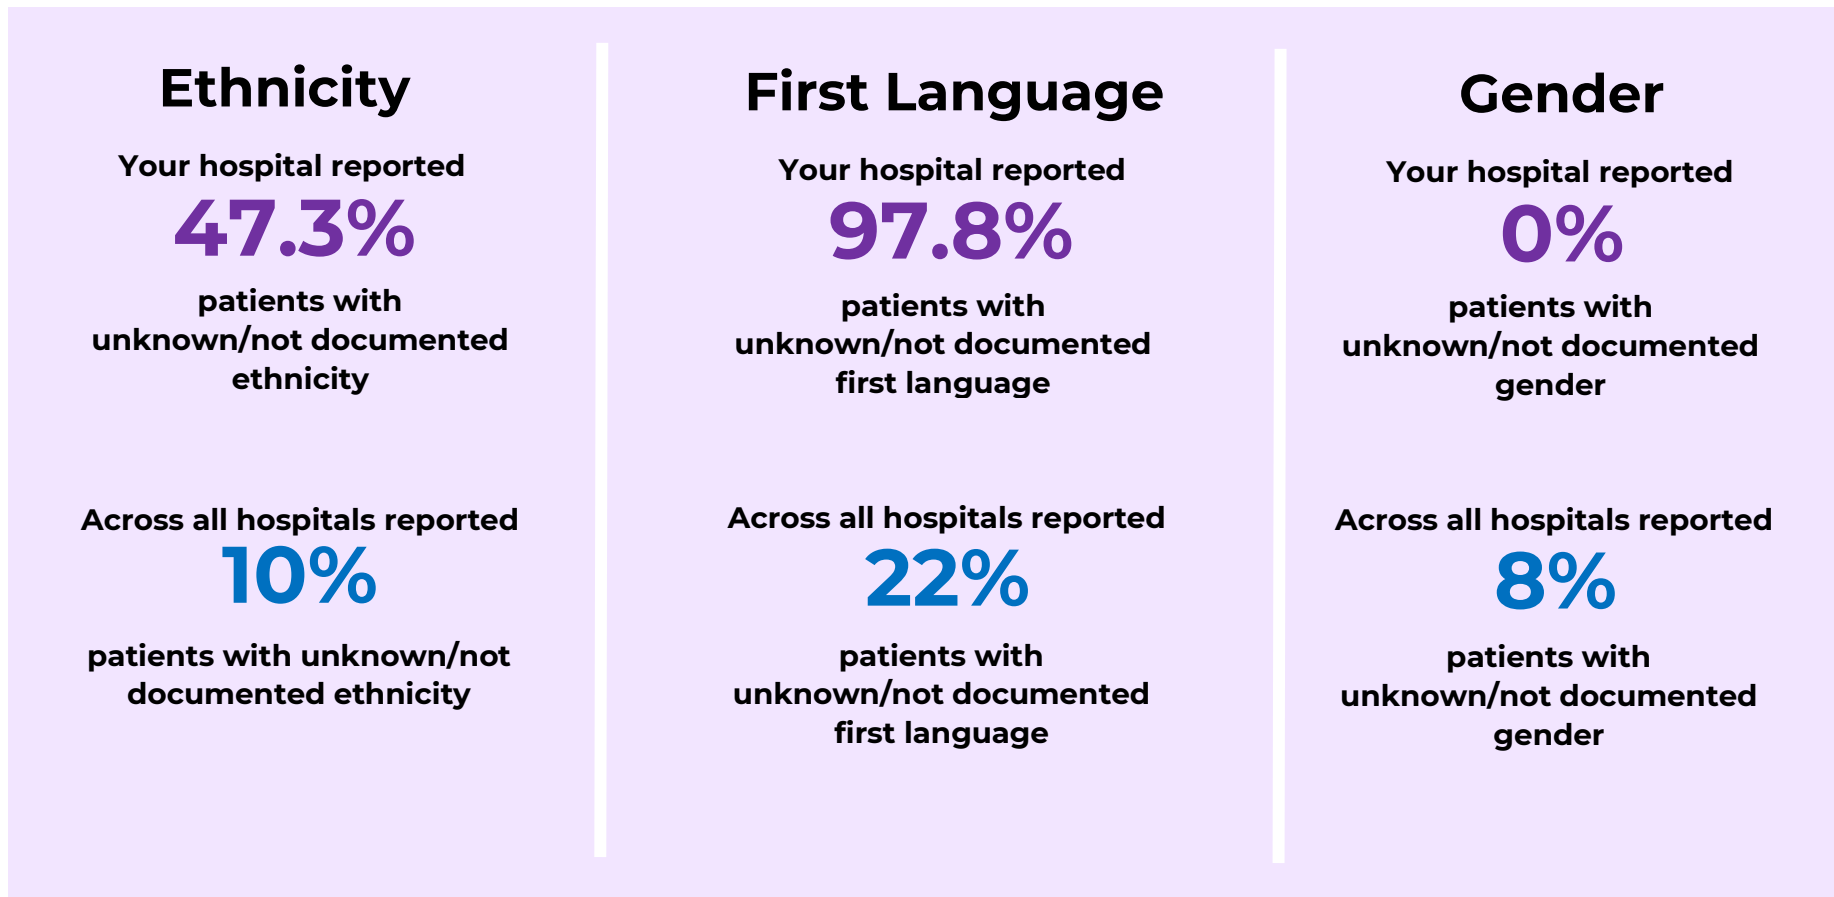 Ethnicity
Your hospital reported
47.3%
patients with
unknown/not documented
ethnicity
Across all hospitals reported
10%
patients with unknown/not
documented ethnicity
First Language
Your hospital reported
97.8%
patients with
unknown/not documented
first language
Across all hospitals reported
22%
patients with
unknown/not documented
first language
Gender
Your hospital reported
0%
patients with
unknown/not documented
gender
Across all hospitals reported
8%
patients with
unknown/not documented
gender